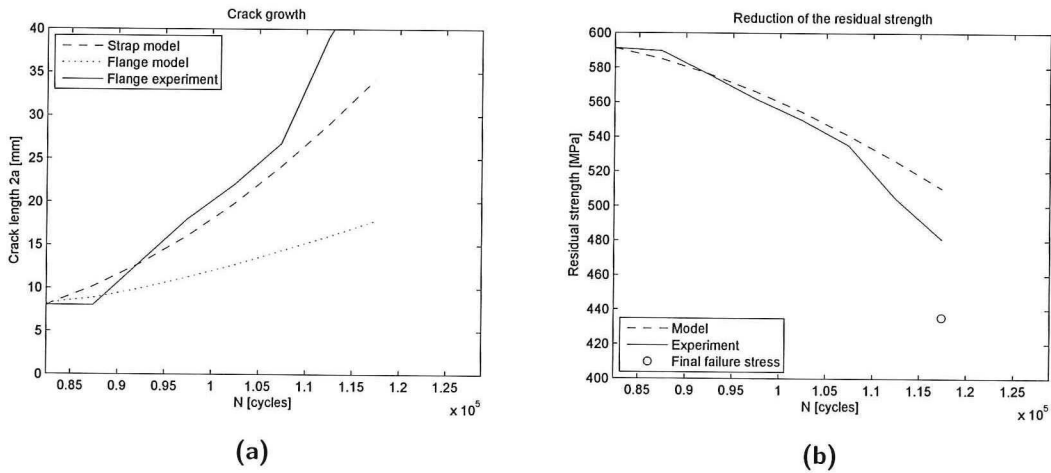 Crack growth
Strap model
Flange model
Flange experiment
Crack length 2a [mm]
40
35
30
25
20
15
10
5
0
0.85
0.9
0.95
1
1.05
1.1
1.15
1.2
1.25
N [cycles]
x 10^5
(a)
Reduction of the residual strength
Residual strength [MPa]
600
580
560
540
520
500
480
460
440
420
400
Model
Experiment
Final failure stress
0.85
0.9
0.95
1
1.05
1.1
1.15
1.2
1.25
N [cycles]
x 10^5
(b)